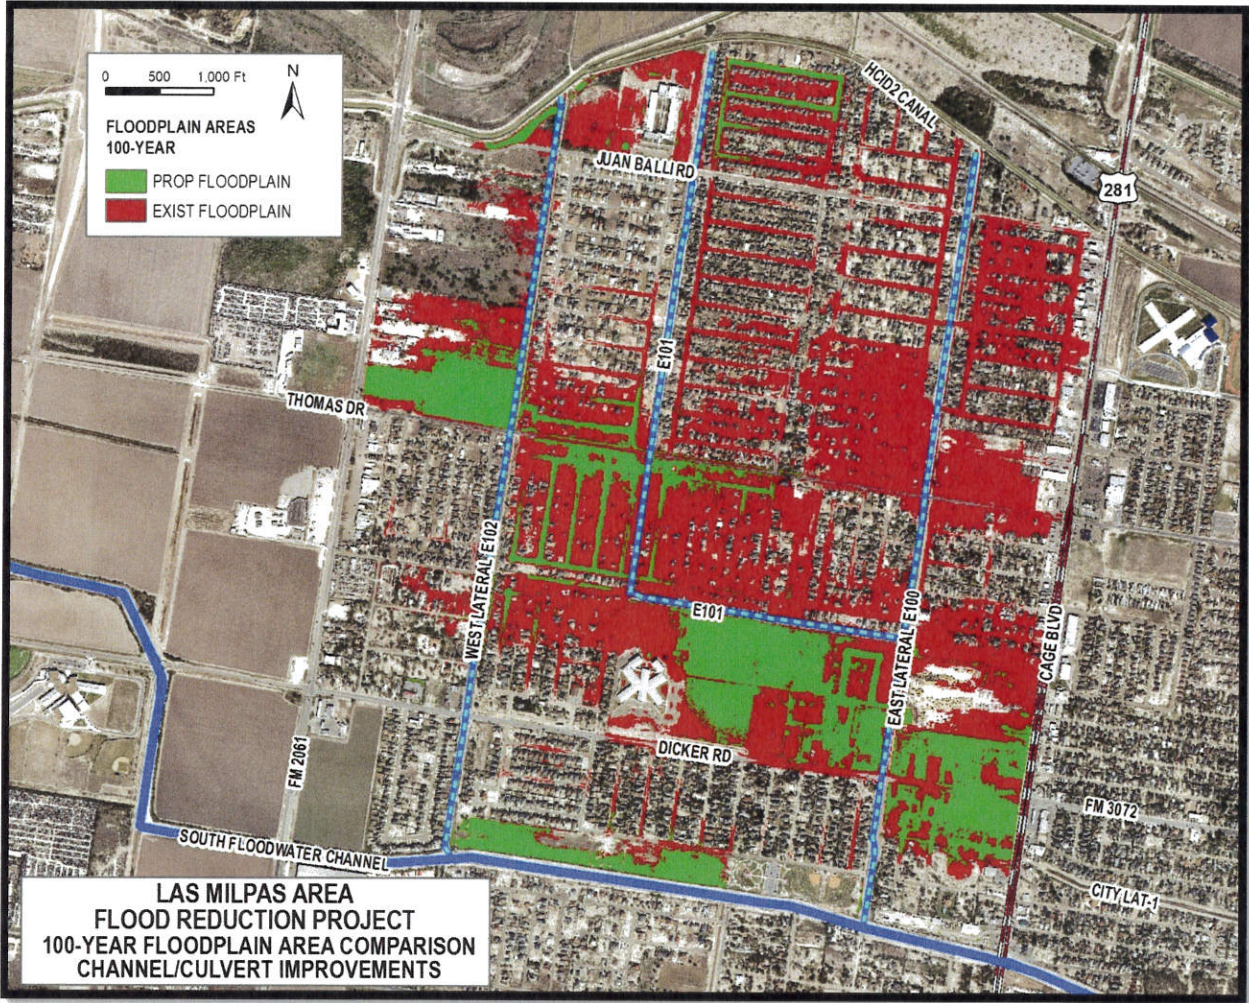 0 500 1,000 Ft
N
FLOODPLAIN AREAS
100-YEAR
PROP FLOODPLAIN
EXIST FLOODPLAIN
HCID2 CANAL
JUAN BALLI RD
281
E101
THOMAS DR
WEST LATERAL E102
E101
EAST LATERAL E100
CAGE BLVD
DICKER RD
FM 2061
FM 3072
SOUTH FLOODWATER CHANNEL
CITY LAT-1
LAS MILPAS AREA
FLOOD REDUCTION PROJECT
100-YEAR FLOODPLAIN AREA COMPARISON
CHANNEL/CULVERT IMPROVEMENTS